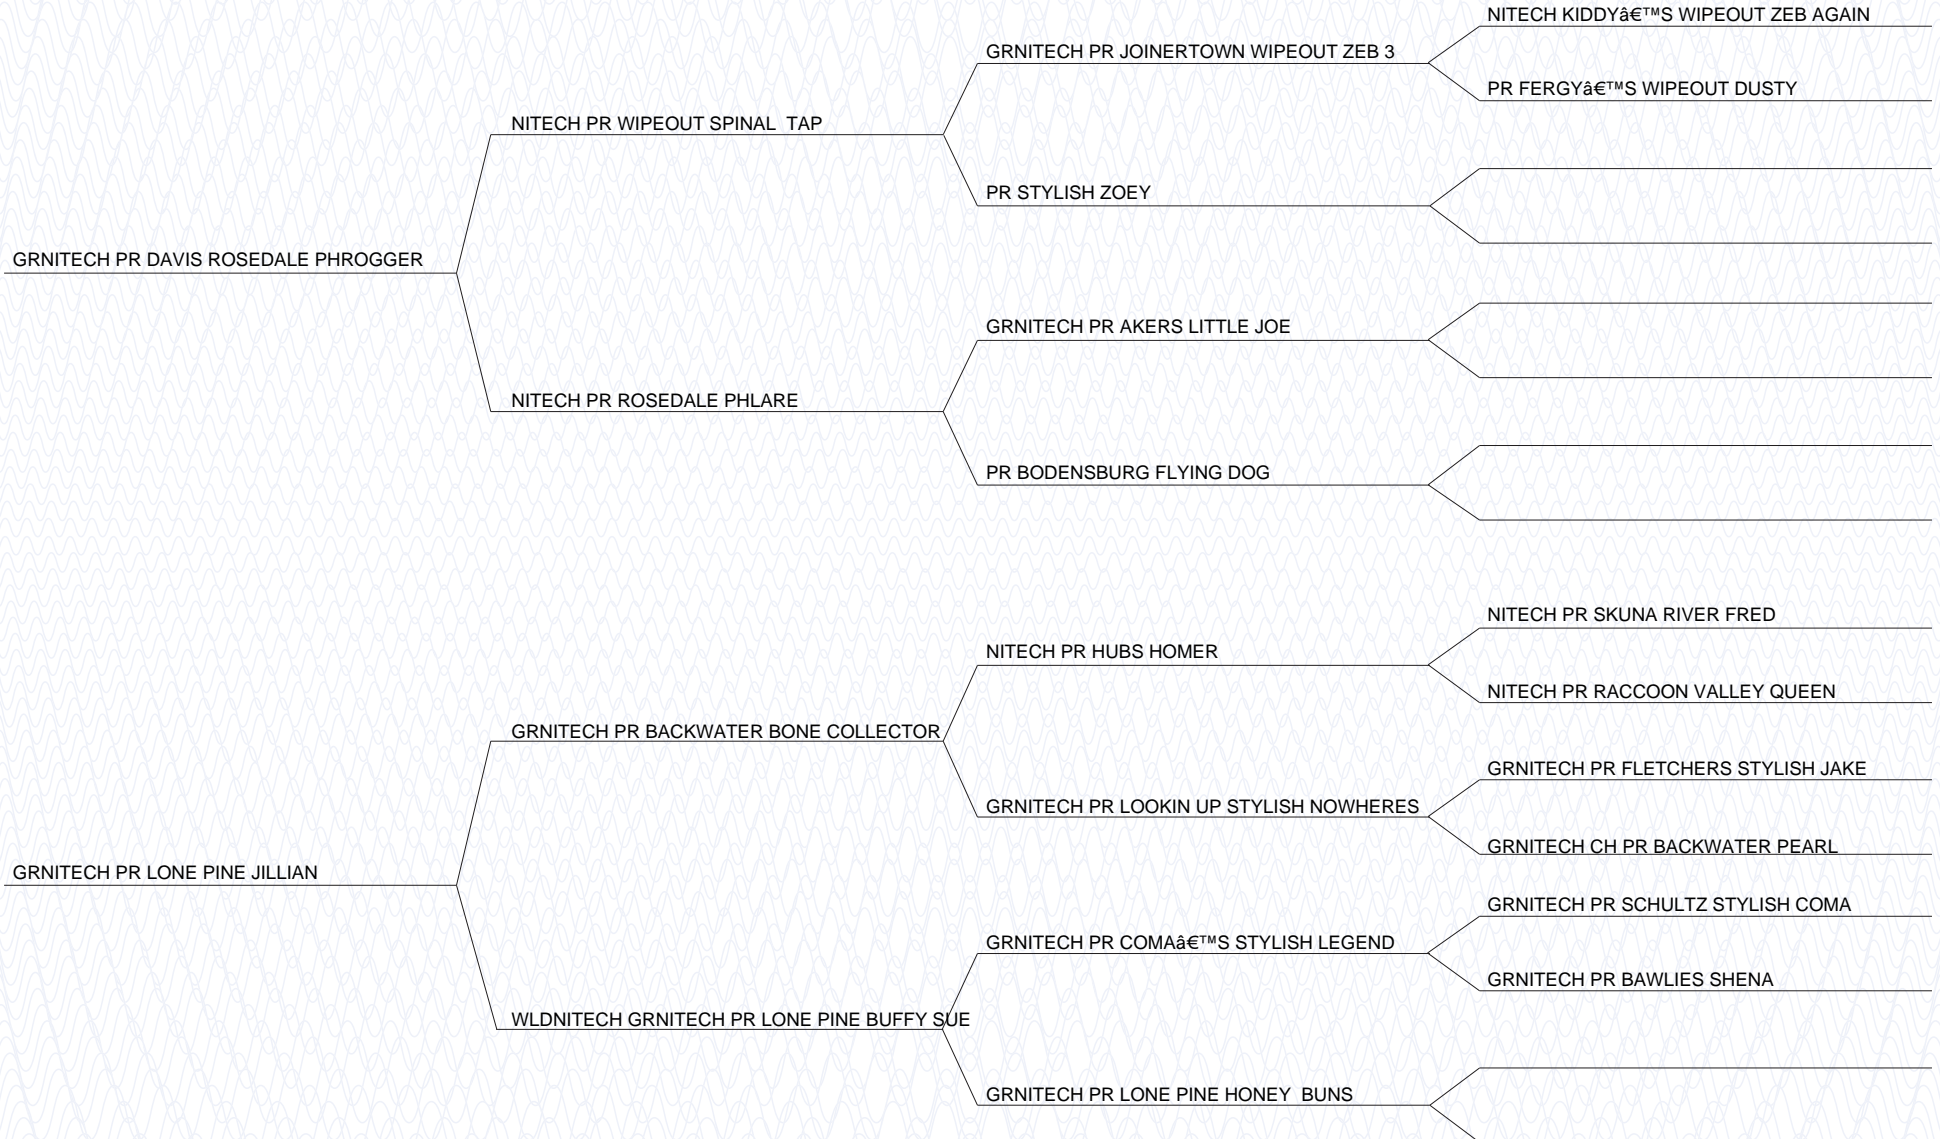 NITECH KIDDYâ€™S WIPEOUT ZEB AGAIN
GRNITECH PR JOINERTOWN WIPEOUT ZEB 3
PR FERGYâ€™S WIPEOUT DUSTY
NITECH PR WIPEOUT SPINAL  TAP
PR STYLISH ZOEY
GRNITECH PR DAVIS ROSEDALE PHROGGER
GRNITECH PR AKERS LITTLE JOE
NITECH PR ROSEDALE PHLARE
PR BODENSBURG FLYING DOG
NITECH PR SKUNA RIVER FRED
NITECH PR HUBS HOMER
NITECH PR RACCOON VALLEY QUEEN
GRNITECH PR BACKWATER BONE COLLECTOR
GRNITECH PR FLETCHERS STYLISH JAKE
GRNITECH PR LOOKIN UP STYLISH NOWHERES
GRNITECH CH PR BACKWATER PEARL
GRNITECH PR LONE PINE JILLIAN
GRNITECH PR SCHULTZ STYLISH COMA
GRNITECH PR COMAâ€™S STYLISH LEGEND
GRNITECH PR BAWLIES SHENA
WLDNITECH GRNITECH PR LONE PINE BUFFY SUE
GRNITECH PR LONE PINE HONEY  BUNS